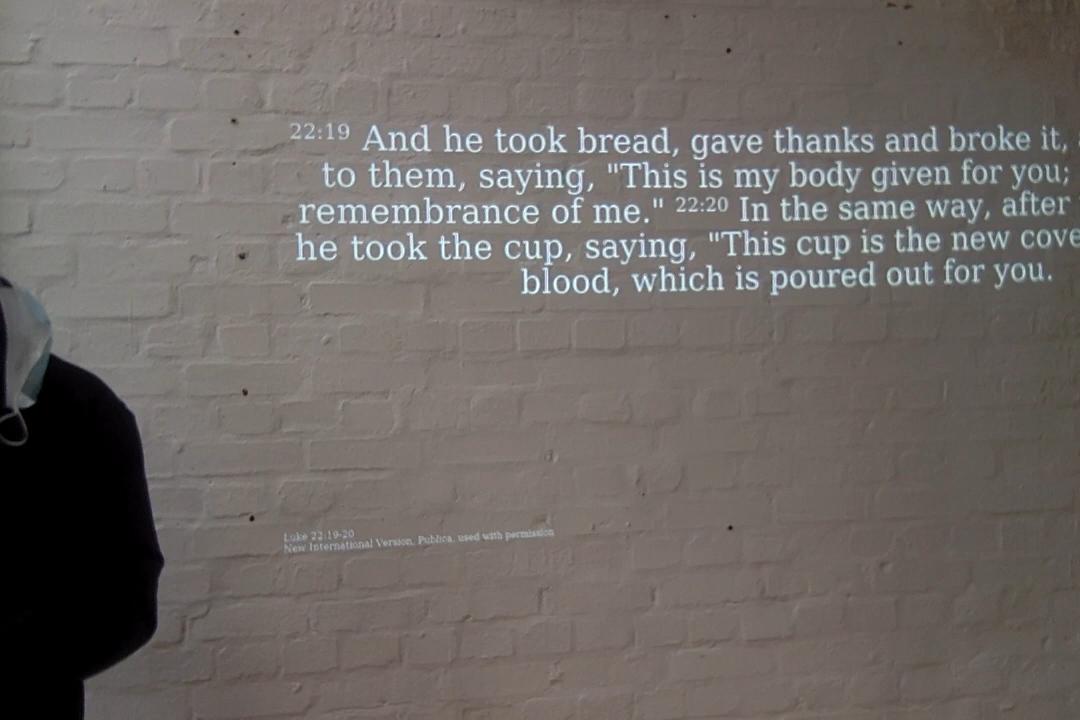 22:19 And he took bread, gave thanks and broke it,
to them, saying, "This is my body given for you;
remembrance of me." 22:20 In the same way, after
he took the cup, saying, "This cup is the new cove
blood, which is poured out for you.
Luke 22:19-20
New International Version, Publica, used with permission